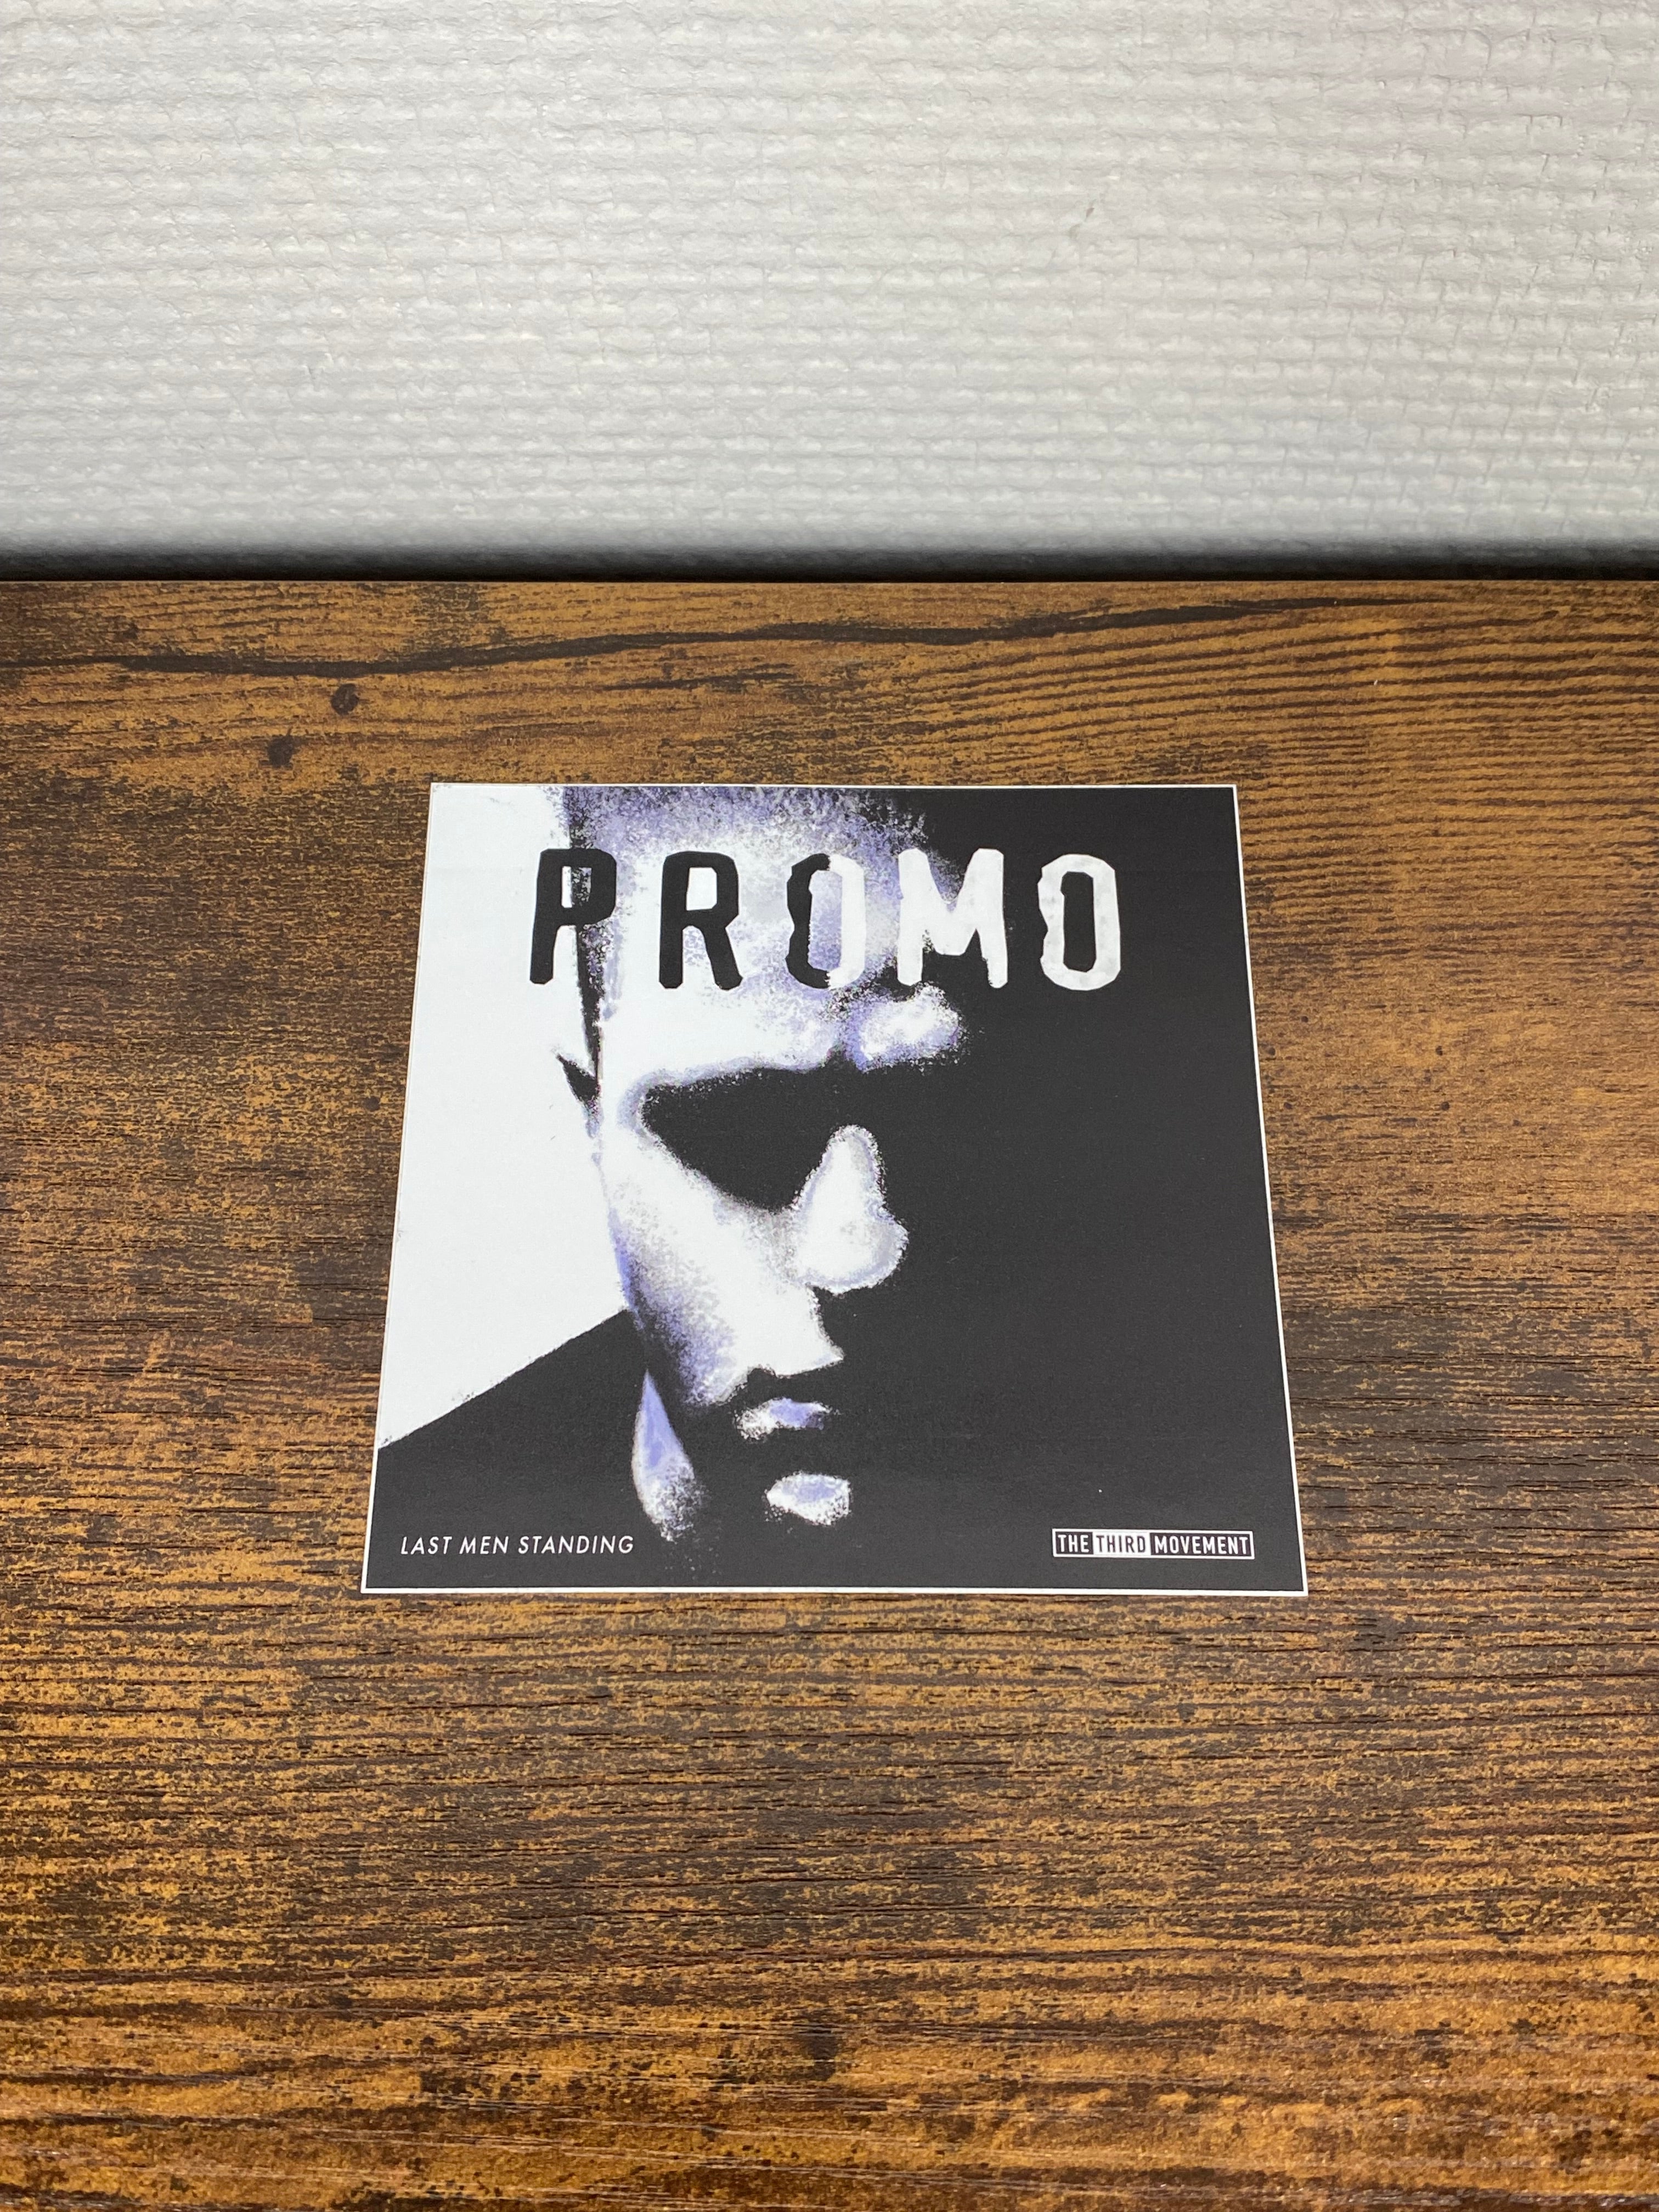 PROMO
LAST MEN STANDING
THE THIRD MOVEMENT